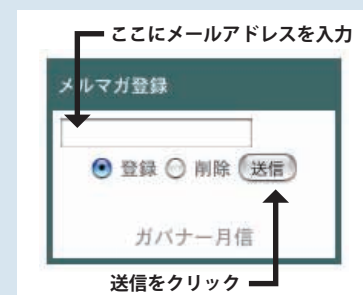 ここにメールアドレスを入力
メルマガ登録
登録 削除 送信
ガバナー月信
送信をクリック